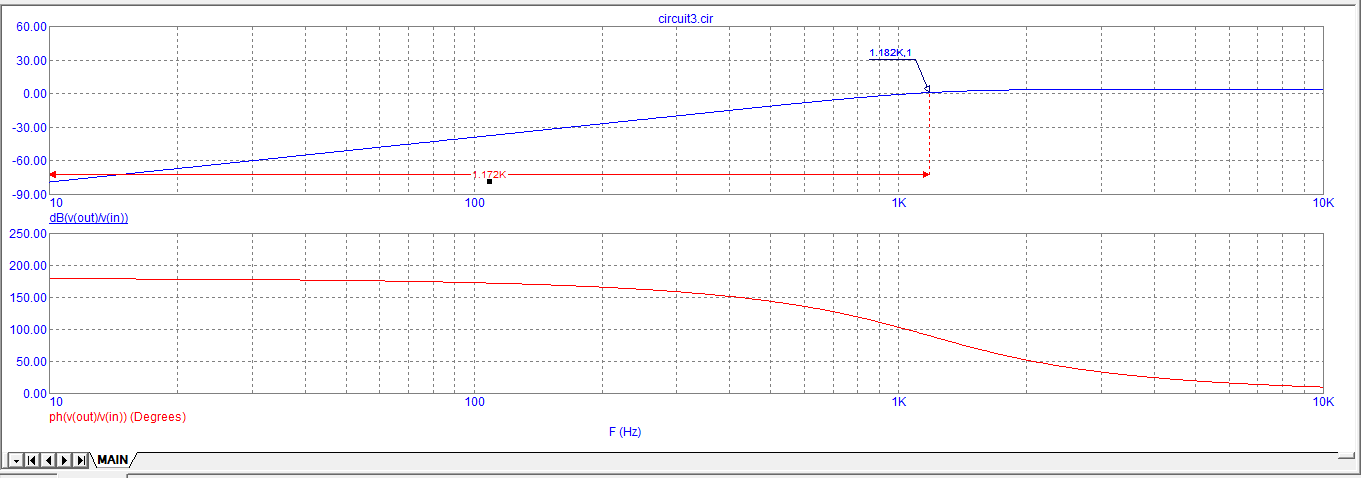 circuit3.cir
60.00
1.182K,1
30.00
0.00
-30.00
-60.00
1.172K
-90.00
10 100 1K 10K
dB(v(out)/v(in))
250.00
200.00
150.00
100.00
50.00
0.00
10 100 1K 10K
ph(v(out)/v(in)) (Degrees)
F (Hz)
MAIN